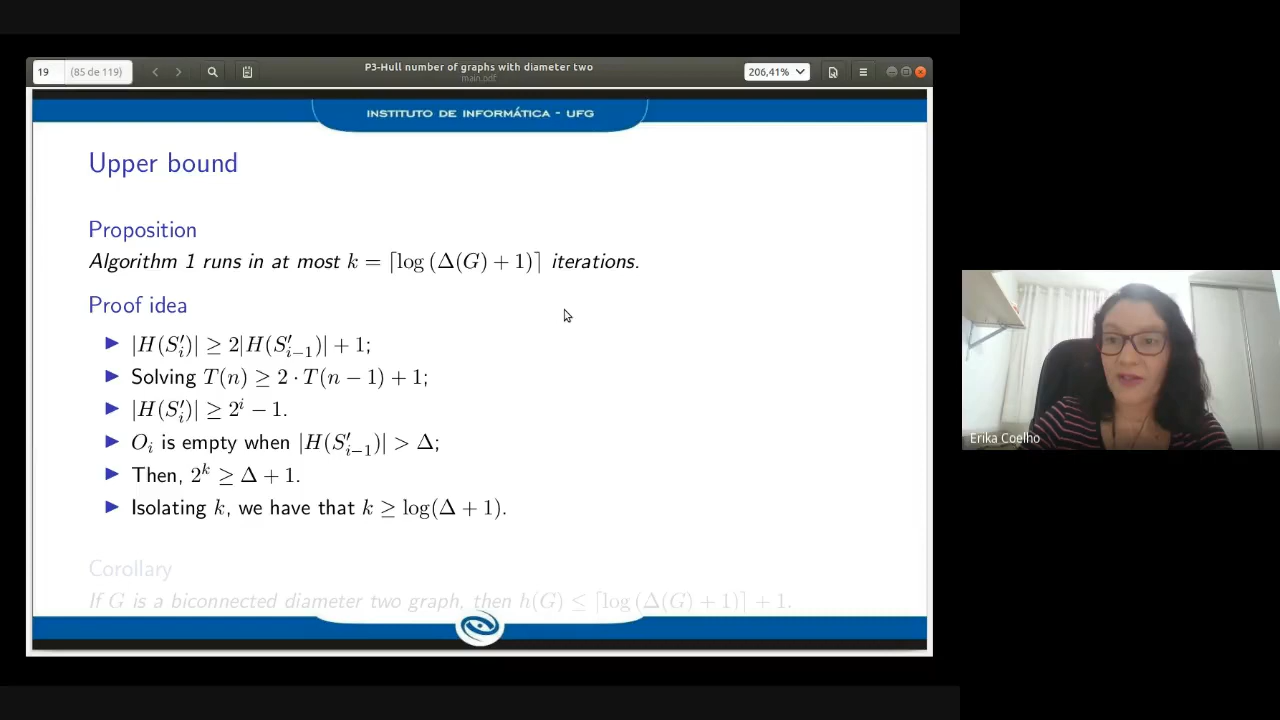 19 (85 de 119)
P3-Hull number of graphs with diameter two
main.pdf
206,41%
INSTITUTO DE INFORMÁTICA - UFG
Upper bound
Proposition
Algorithm 1 runs in at most k = ⌈log (Δ(G) + 1)⌉ iterations.
Proof idea
▶ |H(S′ᵢ)| ≥ 2|H(S′ᵢ₋₁)| + 1;
▶ Solving T(n) ≥ 2 · T(n − 1) + 1;
▶ |H(S′ᵢ)| ≥ 2ⁱ − 1.
▶ Oᵢ is empty when |H(S′ᵢ₋₁)| > Δ;
▶ Then, 2ᵏ ≥ Δ + 1.
▶ Isolating k, we have that k ≥ log(Δ + 1).
Corollary
If G is a biconnected diameter two graph, then h(G) ≤ ⌈log (Δ(G) + 1)⌉ + 1.
Erika Coelho